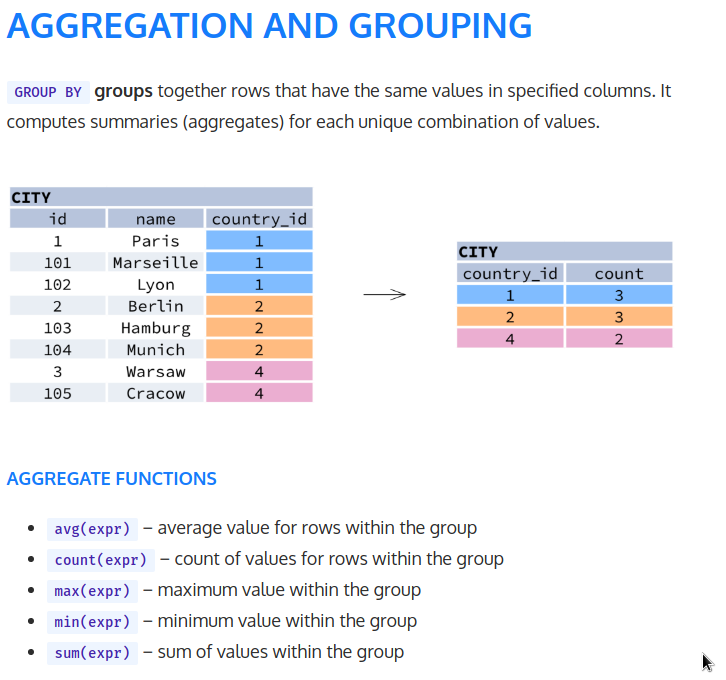 AGGREGATION AND GROUPING
GROUP BY groups together rows that have the same values in specified columns. It
computes summaries (aggregates) for each unique combination of values.
CITY
id name country_id
1 Paris 1
101 Marseille 1
102 Lyon 1
2 Berlin 2
103 Hamburg 2
104 Munich 2
3 Warsaw 4
105 Cracow 4
CITY
country_id count
1 3
2 3
4 2
AGGREGATE FUNCTIONS
• avg(expr) – average value for rows within the group
• count(expr) – count of values for rows within the group
• max(expr) – maximum value within the group
• min(expr) – minimum value within the group
• sum(expr) – sum of values within the group